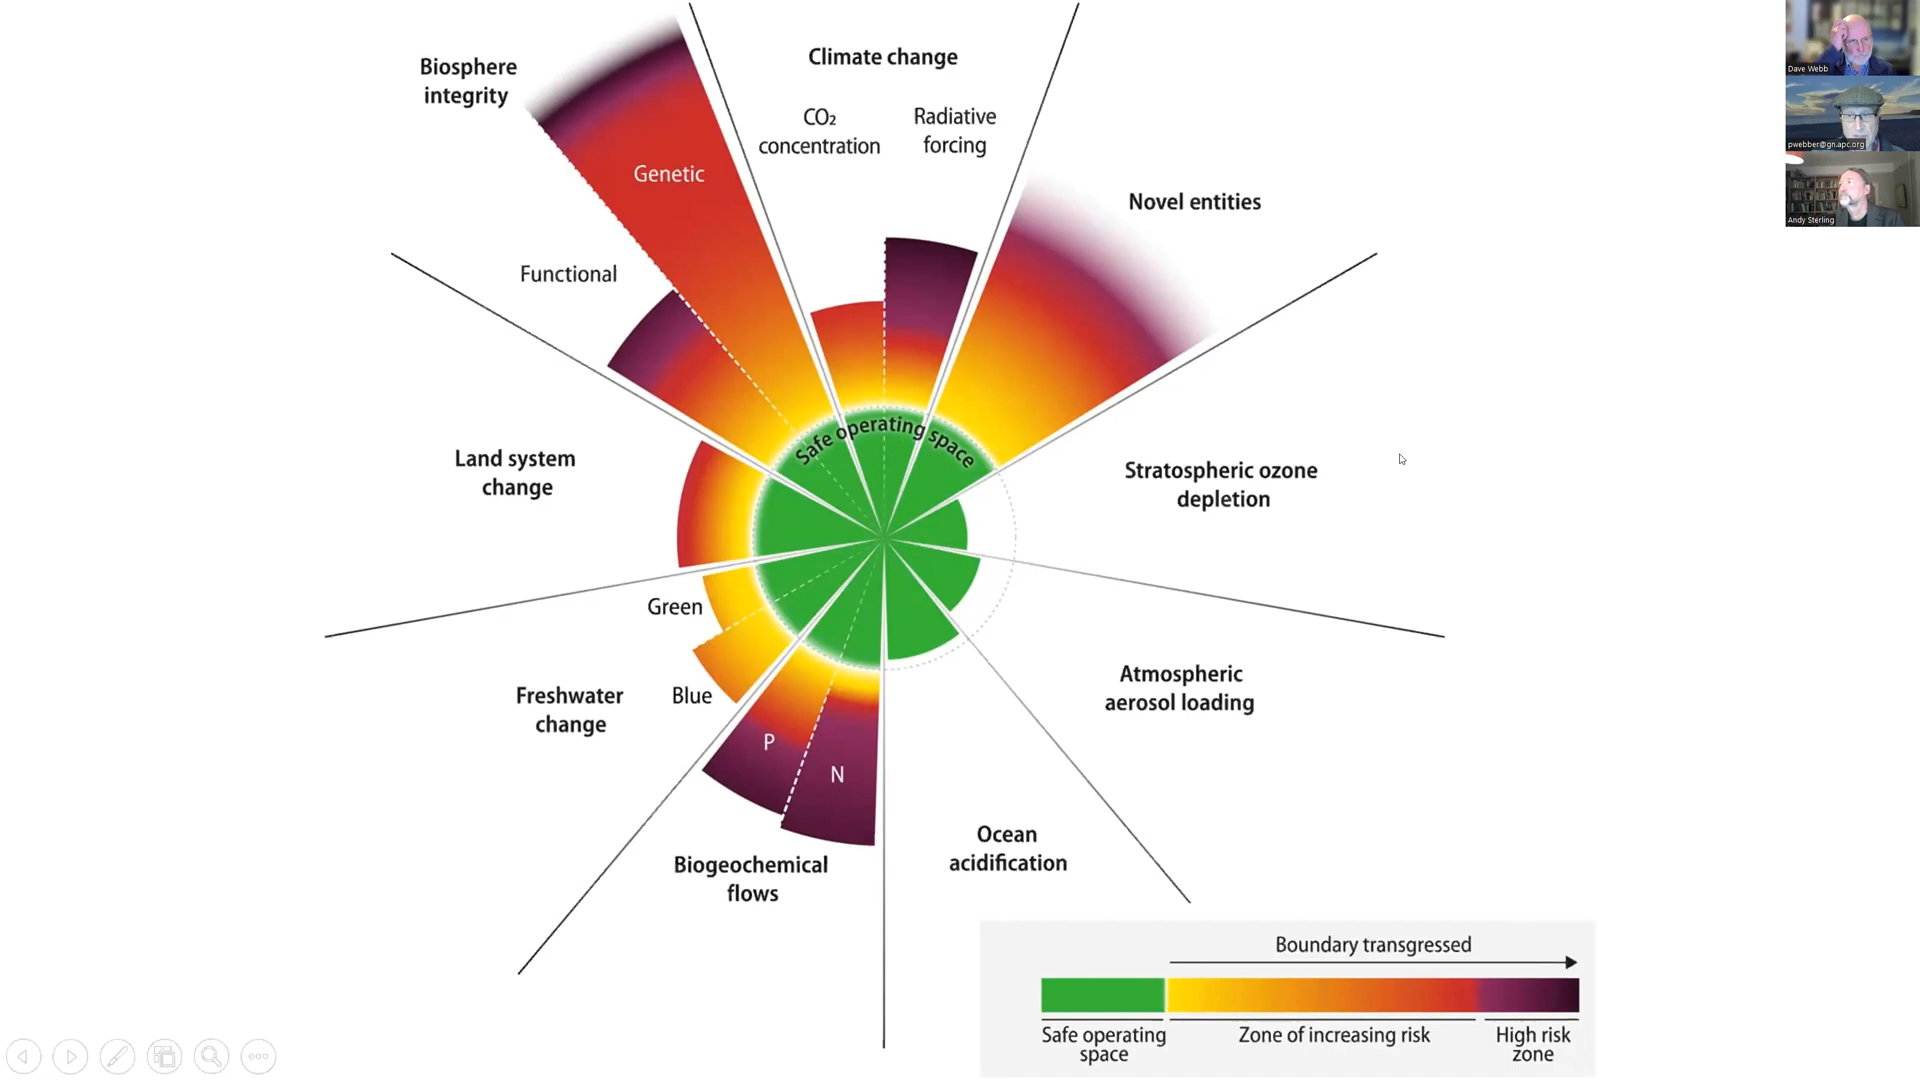 Biosphere
integrity
Climate change
CO₂
concentration
Radiative
forcing
Genetic
Novel entities
Functional
Safe operating space
Land system
change
Stratospheric ozone
depletion
Green
Blue
Freshwater
change
P
N
Atmospheric
aerosol loading
Biogeochemical
flows
Ocean
acidification
Boundary transgressed
Safe operating
space
Zone of increasing risk
High risk
zone
Dave Webb
pwebber@gn.apc.org
Andy Sterling